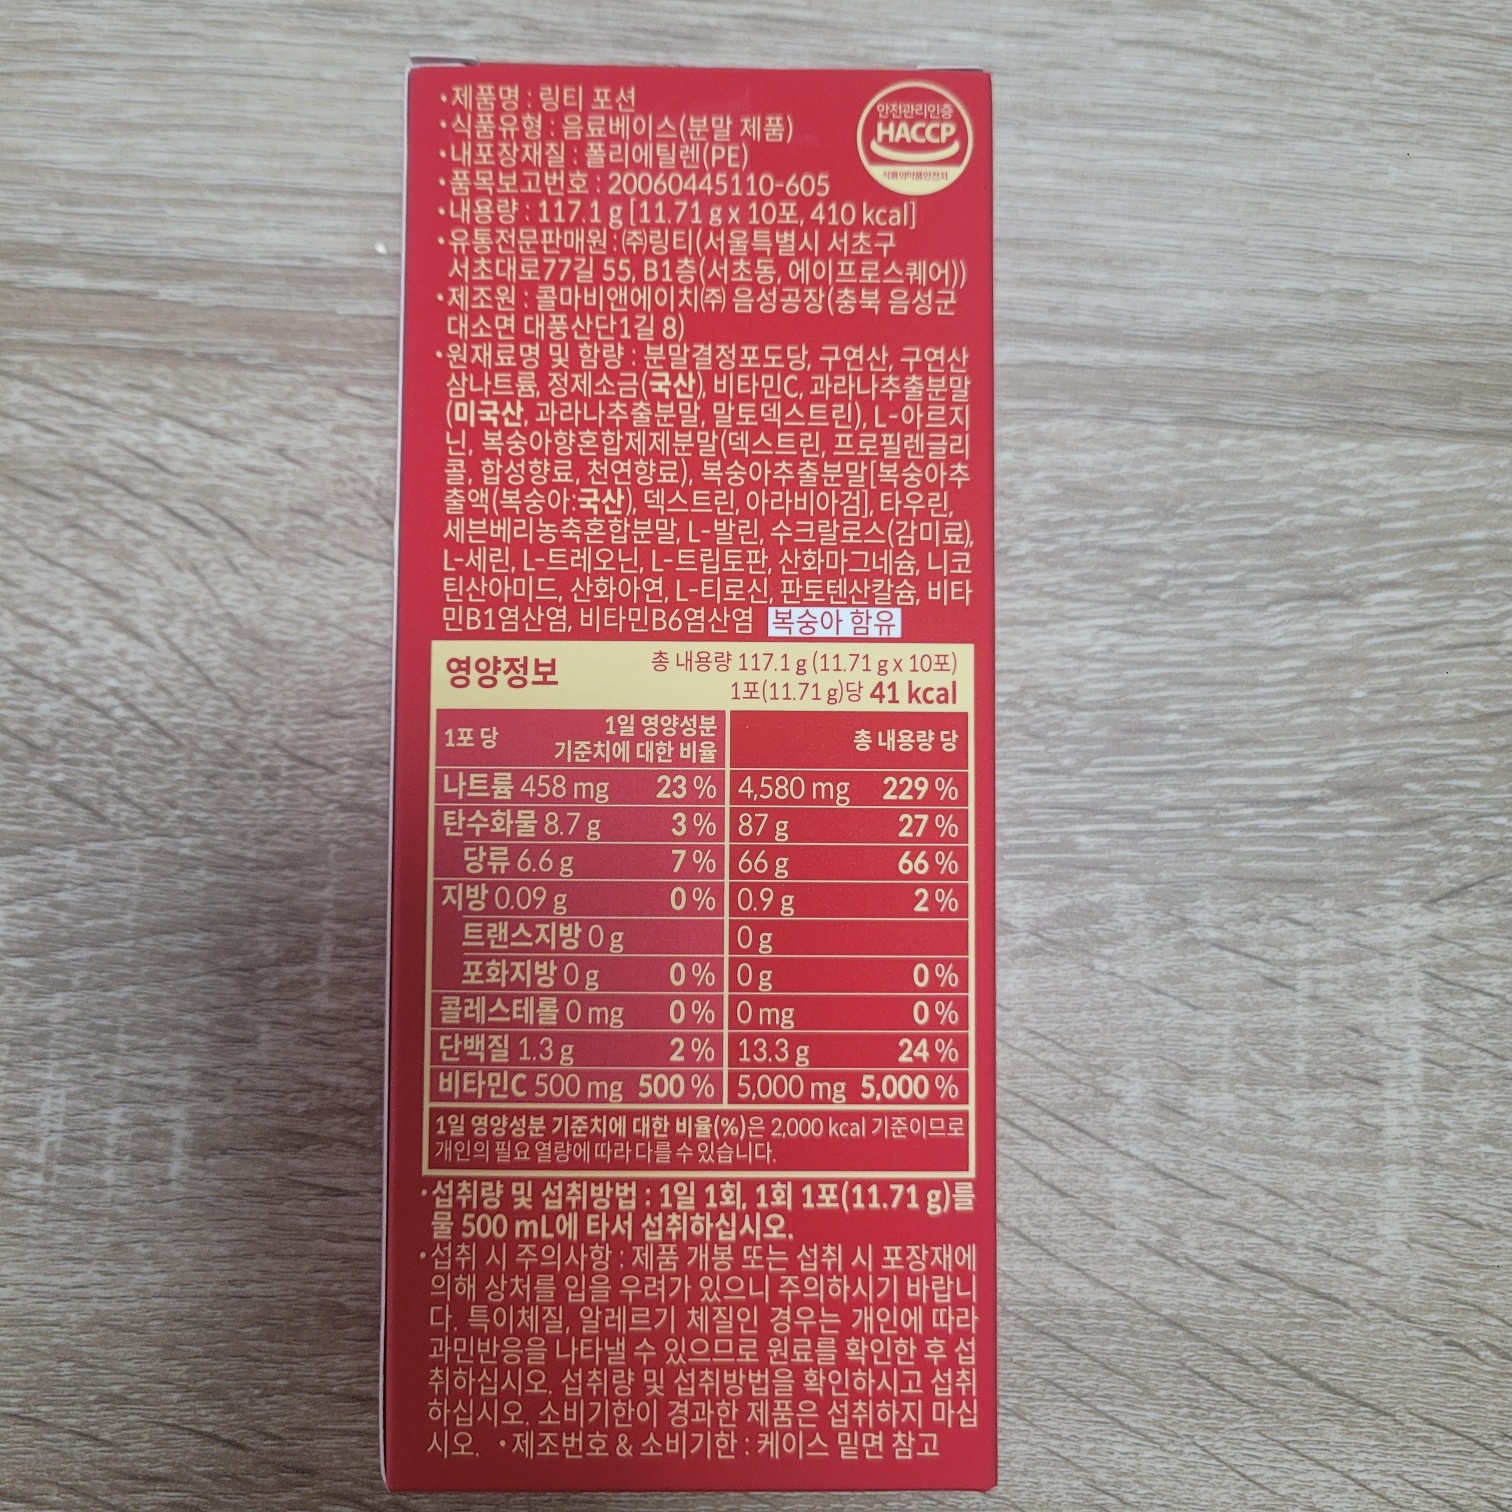 •제품명 : 링티 포션
안전관리인증
HACCP
식품의약품안전처
•식품유형 : 음료베이스(분말 제품)
•내포장재질 : 폴리에틸렌(PE)
•품목보고번호 : 20060445110-605
•내용량 : 117.1 g [11.71 g x 10포, 410 kcal]
•유통전문판매원 : ㈜링티(서울특별시 서초구
서초대로77길 55, B1층(서초동, 에이프로스퀘어))
•제조원 : 콜마비앤에이치㈜ 음성공장(충북 음성군
대소면 대풍산단1길 8)
•원재료명 및 함량 : 분말결정포도당, 구연산, 구연산
삼나트륨, 정제소금(국산), 비타민C, 과라나추출분말
(미국산, 과라나추출분말, 말토덱스트린), L-아르지
닌, 복숭아향혼합제제분말(덱스트린, 프로필렌글리
콜, 합성향료, 천연향료), 복숭아추출분말[복숭아추
출액(복숭아:국산), 덱스트린, 아라비아검], 타우린,
세븐베리농축혼합분말, L-발린, 수크랄로스(감미료),
L-세린, L-트레오닌, L-트립토판, 산화마그네슘, 니코
틴산아미드, 산화아연, L-티로신, 판토텐산칼슘, 비타
민B1염산염, 비타민B6염산염 복숭아 함유
영양정보
총 내용량 117.1 g (11.71 g x 10포)
1포(11.71 g)당 41 kcal
1포 당 1일 영양성분 기준치에 대한 비율 총 내용량 당
나트륨 458 mg 23 % 4,580 mg 229 %
탄수화물 8.7 g 3 % 87 g 27 %
당류 6.6 g 7 % 66 g 66 %
지방 0.09 g 0 % 0.9 g 2 %
트랜스지방 0 g 0 g
포화지방 0 g 0 % 0 g 0 %
콜레스테롤 0 mg 0 % 0 mg 0 %
단백질 1.3 g 2 % 13.3 g 24 %
비타민C 500 mg 500 % 5,000 mg 5,000 %
1일 영양성분 기준치에 대한 비율(%)은 2,000 kcal 기준이므로
개인의 필요 열량에 따라 다를 수 있습니다.
•섭취량 및 섭취방법 : 1일 1회, 1회 1포(11.71 g)를
물 500 mL에 타서 섭취하십시오.
•섭취 시 주의사항 : 제품 개봉 또는 섭취 시 포장재에
의해 상처를 입을 우려가 있으니 주의하시기 바랍니
다. 특이체질, 알레르기 체질인 경우는 개인에 따라
과민반응을 나타낼 수 있으므로 원료를 확인한 후 섭
취하십시오. 섭취량 및 섭취방법을 확인하시고 섭취
하십시오. 소비기한이 경과한 제품은 섭취하지 마십
시오. •제조번호 & 소비기한 : 케이스 밑면 참고